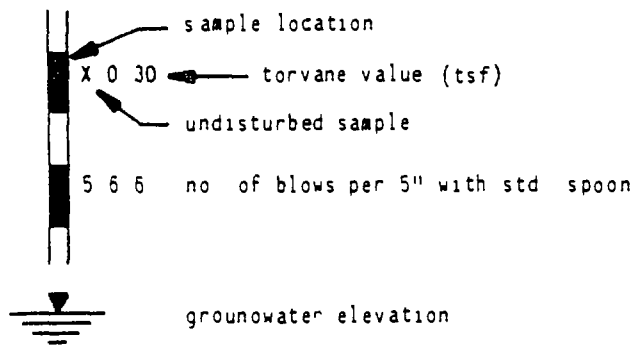 sample location
X 0 30 torvane value (tsf)
undisturbed sample
5 6 6 no of blows per 5" with std spoon
grounowater elevation